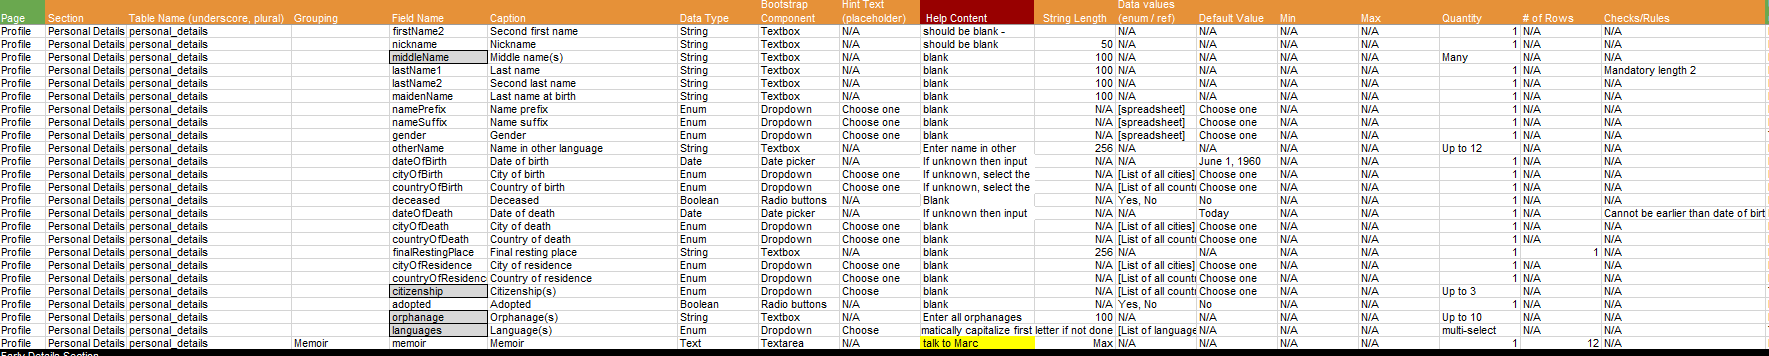 Page Section Table Name (underscore, plural) Grouping Field Name Caption Data Type Bootstrap Component Hint Text (placeholder) Help Content String Length Data values (enum / ref) Default Value Min Max Quantity # of Rows Checks/Rules
Profile Personal Details personal_details firstName2 Second first name String Textbox N/A should be blank - N/A N/A N/A N/A 1 N/A N/A
Profile Personal Details personal_details nickname Nickname String Textbox N/A should be blank 50 N/A N/A N/A N/A 1 N/A N/A
Profile Personal Details personal_details middleName Middle name(s) String Textbox N/A blank 100 N/A N/A N/A N/A Many N/A N/A
Profile Personal Details personal_details lastName1 Last name String Textbox N/A blank 100 N/A N/A N/A N/A 1 N/A Mandatory length 2
Profile Personal Details personal_details lastName2 Second last name String Textbox N/A blank 100 N/A N/A N/A N/A 1 N/A N/A
Profile Personal Details personal_details maidenName Last name at birth String Textbox N/A blank 100 N/A N/A N/A N/A 1 N/A N/A
Profile Personal Details personal_details namePrefix Name prefix Enum Dropdown Choose one blank N/A [spreadsheet] Choose one N/A N/A 1 N/A N/A
Profile Personal Details personal_details nameSuffix Name suffix Enum Dropdown Choose one blank N/A [spreadsheet] Choose one N/A N/A 1 N/A N/A
Profile Personal Details personal_details gender Gender Enum Dropdown Choose one blank N/A [spreadsheet] Choose one N/A N/A 1 N/A N/A
Profile Personal Details personal_details otherName Name in other language String Textbox N/A Enter name in other 256 N/A N/A N/A N/A Up to 12 N/A N/A
Profile Personal Details personal_details dateOfBirth Date of birth Date Date picker N/A If unknown then input N/A N/A June 1, 1960 N/A N/A 1 N/A N/A
Profile Personal Details personal_details cityOfBirth City of birth Enum Dropdown Choose one If unknown, select the N/A [List of all cities] Choose one N/A N/A 1 N/A N/A
Profile Personal Details personal_details countryOfBirth Country of birth Enum Dropdown Choose one If unknown, select the N/A [List of all countr Choose one N/A N/A 1 N/A N/A
Profile Personal Details personal_details deceased Deceased Boolean Radio buttons N/A Blank N/A Yes, No No N/A N/A 1 N/A N/A
Profile Personal Details personal_details dateOfDeath Date of death Date Date picker N/A If unknown then input N/A N/A Today N/A N/A 1 N/A Cannot be earlier than date of birt
Profile Personal Details personal_details cityOfDeath City of death Enum Dropdown Choose one blank N/A [List of all cities] Choose one N/A N/A 1 N/A N/A
Profile Personal Details personal_details countryOfDeath Country of death Enum Dropdown Choose one blank N/A [List of all countr Choose one N/A N/A 1 N/A N/A
Profile Personal Details personal_details finalRestingPlace Final resting place String Textbox N/A blank 256 N/A N/A N/A N/A 1 1 N/A
Profile Personal Details personal_details cityOfResidence City of residence Enum Dropdown Choose one blank N/A [List of all cities] Choose one N/A N/A 1 N/A N/A
Profile Personal Details personal_details countryOfResidenc Country of residence Enum Dropdown Choose one blank N/A [List of all countr Choose one N/A N/A 1 N/A N/A
Profile Personal Details personal_details citizenship Citizenship(s) Enum Dropdown Choose blank N/A [List of all countr Choose one N/A N/A Up to 3 N/A N/A
Profile Personal Details personal_details adopted Adopted Boolean Radio buttons N/A blank N/A Yes, No No N/A N/A 1 N/A N/A
Profile Personal Details personal_details orphanage Orphanage(s) String Textbox N/A Enter all orphanages 100 N/A N/A N/A N/A Up to 10 N/A
Profile Personal Details personal_details languages Language(s) Enum Dropdown Choose matically capitalize first letter if not done [List of language N/A N/A N/A multi-select N/A N/A
Profile Personal Details personal_details Memoir memoir Memoir Text Textarea N/A talk to Marc Max N/A N/A N/A N/A 1 12 N/A